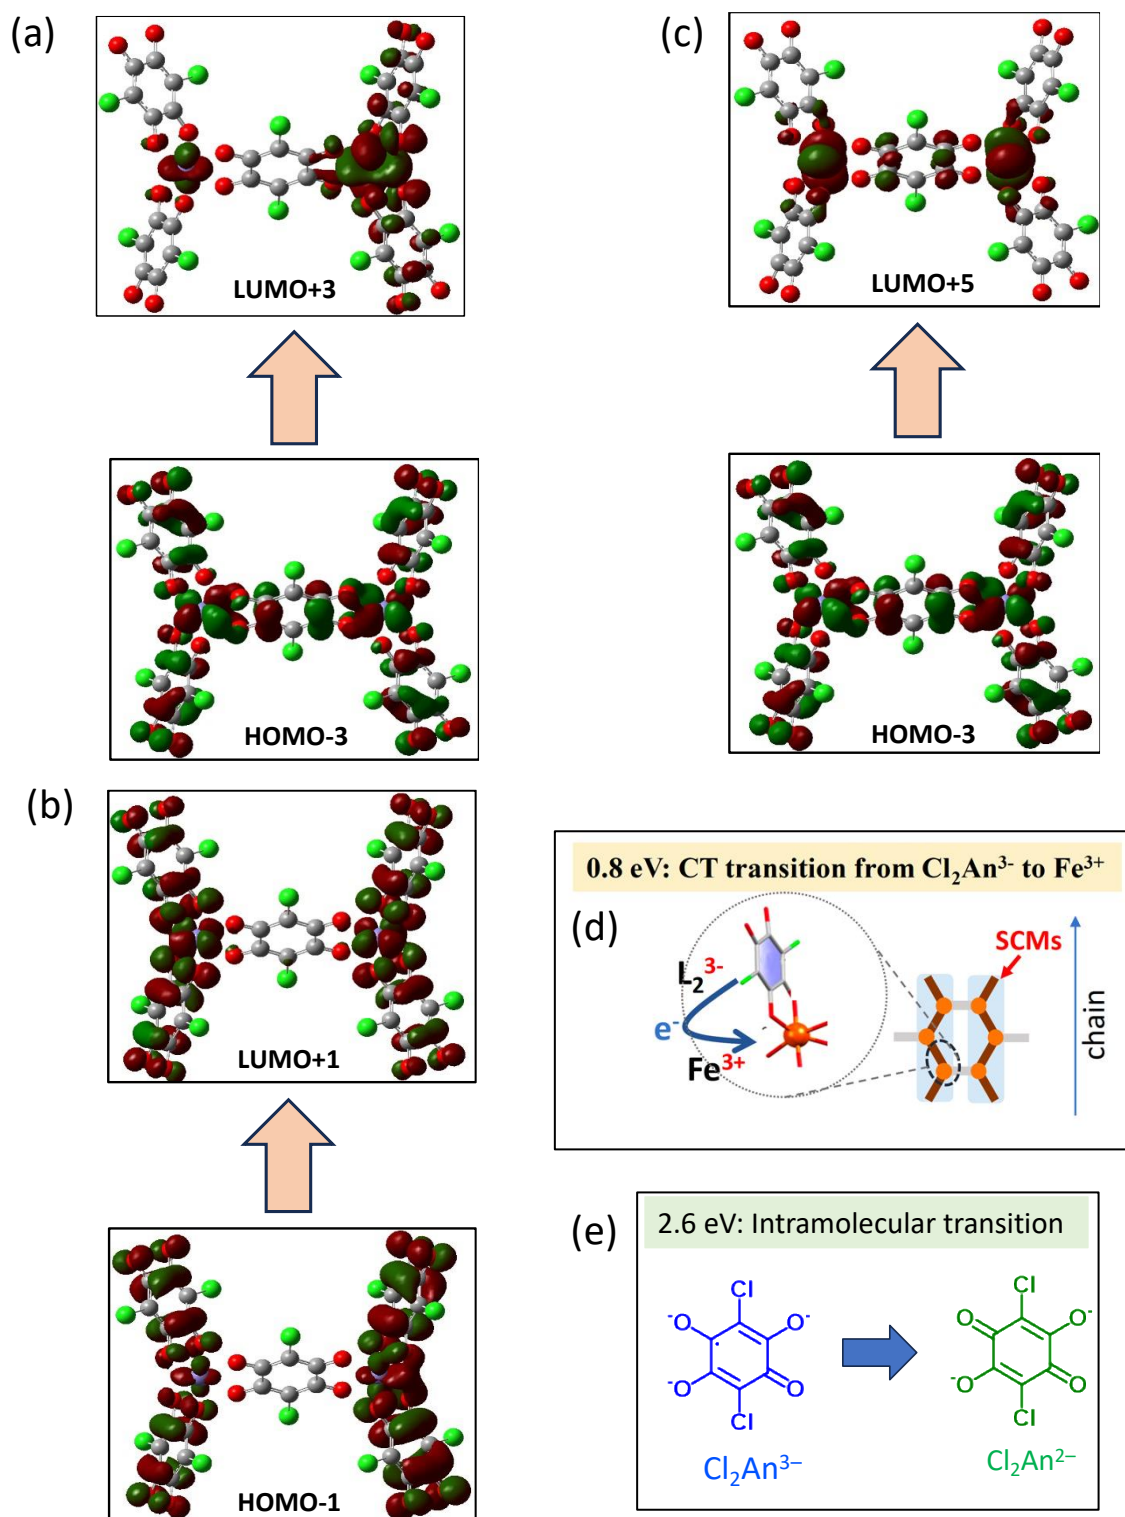 (a)
LUMO+3
HOMO-3
(b)
LUMO+1
HOMO-1
(c)
LUMO+5
HOMO-3
0.8 eV: CT transition from Cl₂An³⁻ to Fe³⁺
(d)
SCMs
L₂³⁻
e⁻
Fe³⁺
chain
(e)
2.6 eV: Intramolecular transition
Cl
⁻O
O⁻
⁻O
O
Cl
Cl₂An³⁻
Cl
O
O⁻
⁻O
O
Cl
Cl₂An²⁻